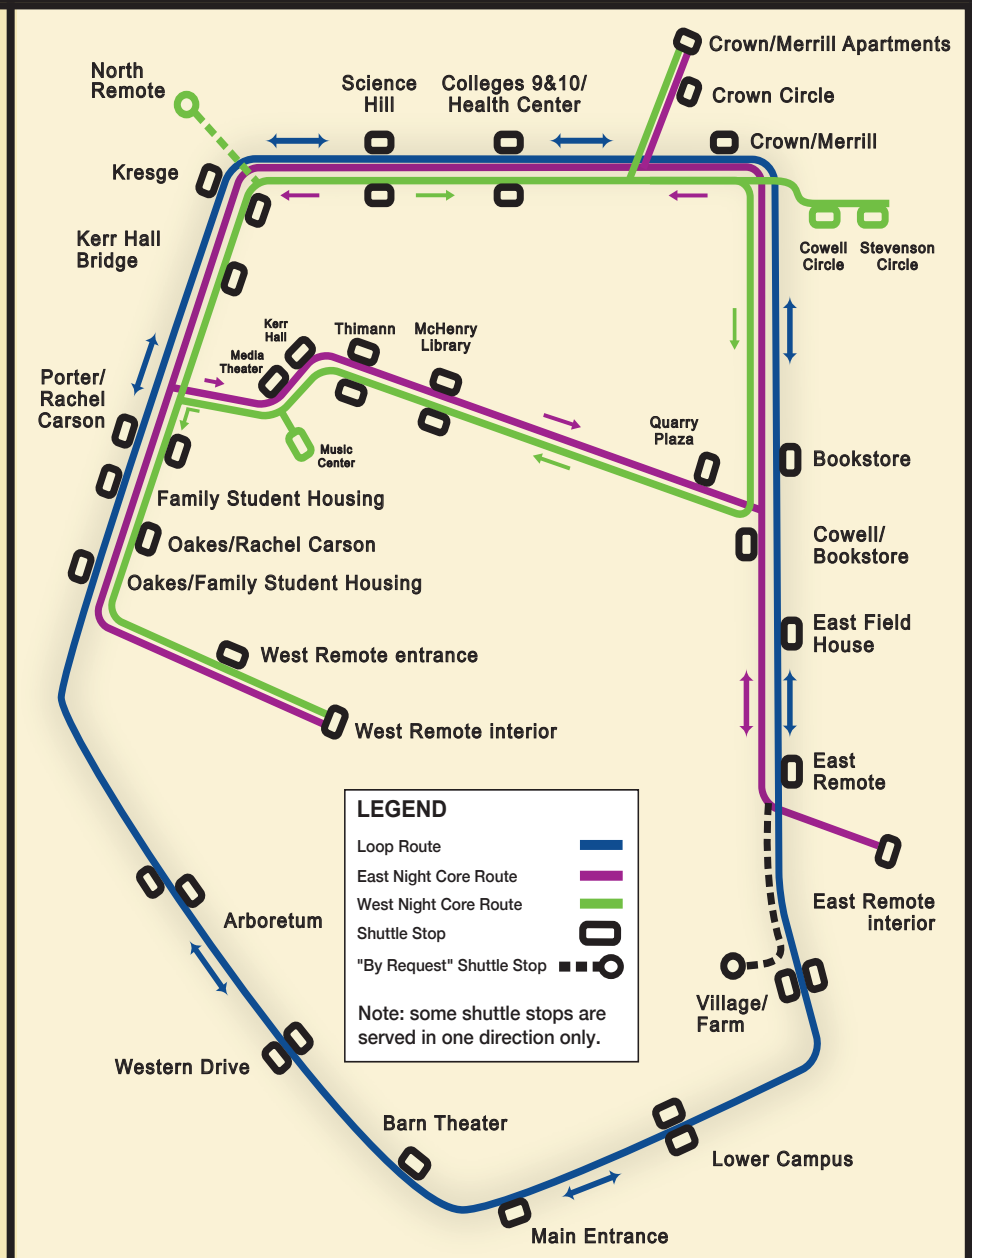 Crown/Merrill Apartments
North
Remote
Science
Hill
Colleges 9&10/
Health Center
Crown Circle
Crown/Merrill
Kresge
Kerr Hall
Bridge
Cowell
Circle
Stevenson
Circle
Kerr
Hall
Thimann
McHenry
Library
Media
Theater
Porter/
Rachel
Carson
Quarry
Plaza
Music
Center
Bookstore
Family Student Housing
Oakes/Rachel Carson
Cowell/
Bookstore
Oakes/Family Student Housing
East Field
House
West Remote entrance
West Remote interior
East
Remote
LEGEND
Loop Route
East Night Core Route
West Night Core Route
Shuttle Stop
"By Request" Shuttle Stop
Note: some shuttle stops are
served in one direction only.
East Remote
interior
Arboretum
Village/
Farm
Western Drive
Barn Theater
Lower Campus
Main Entrance